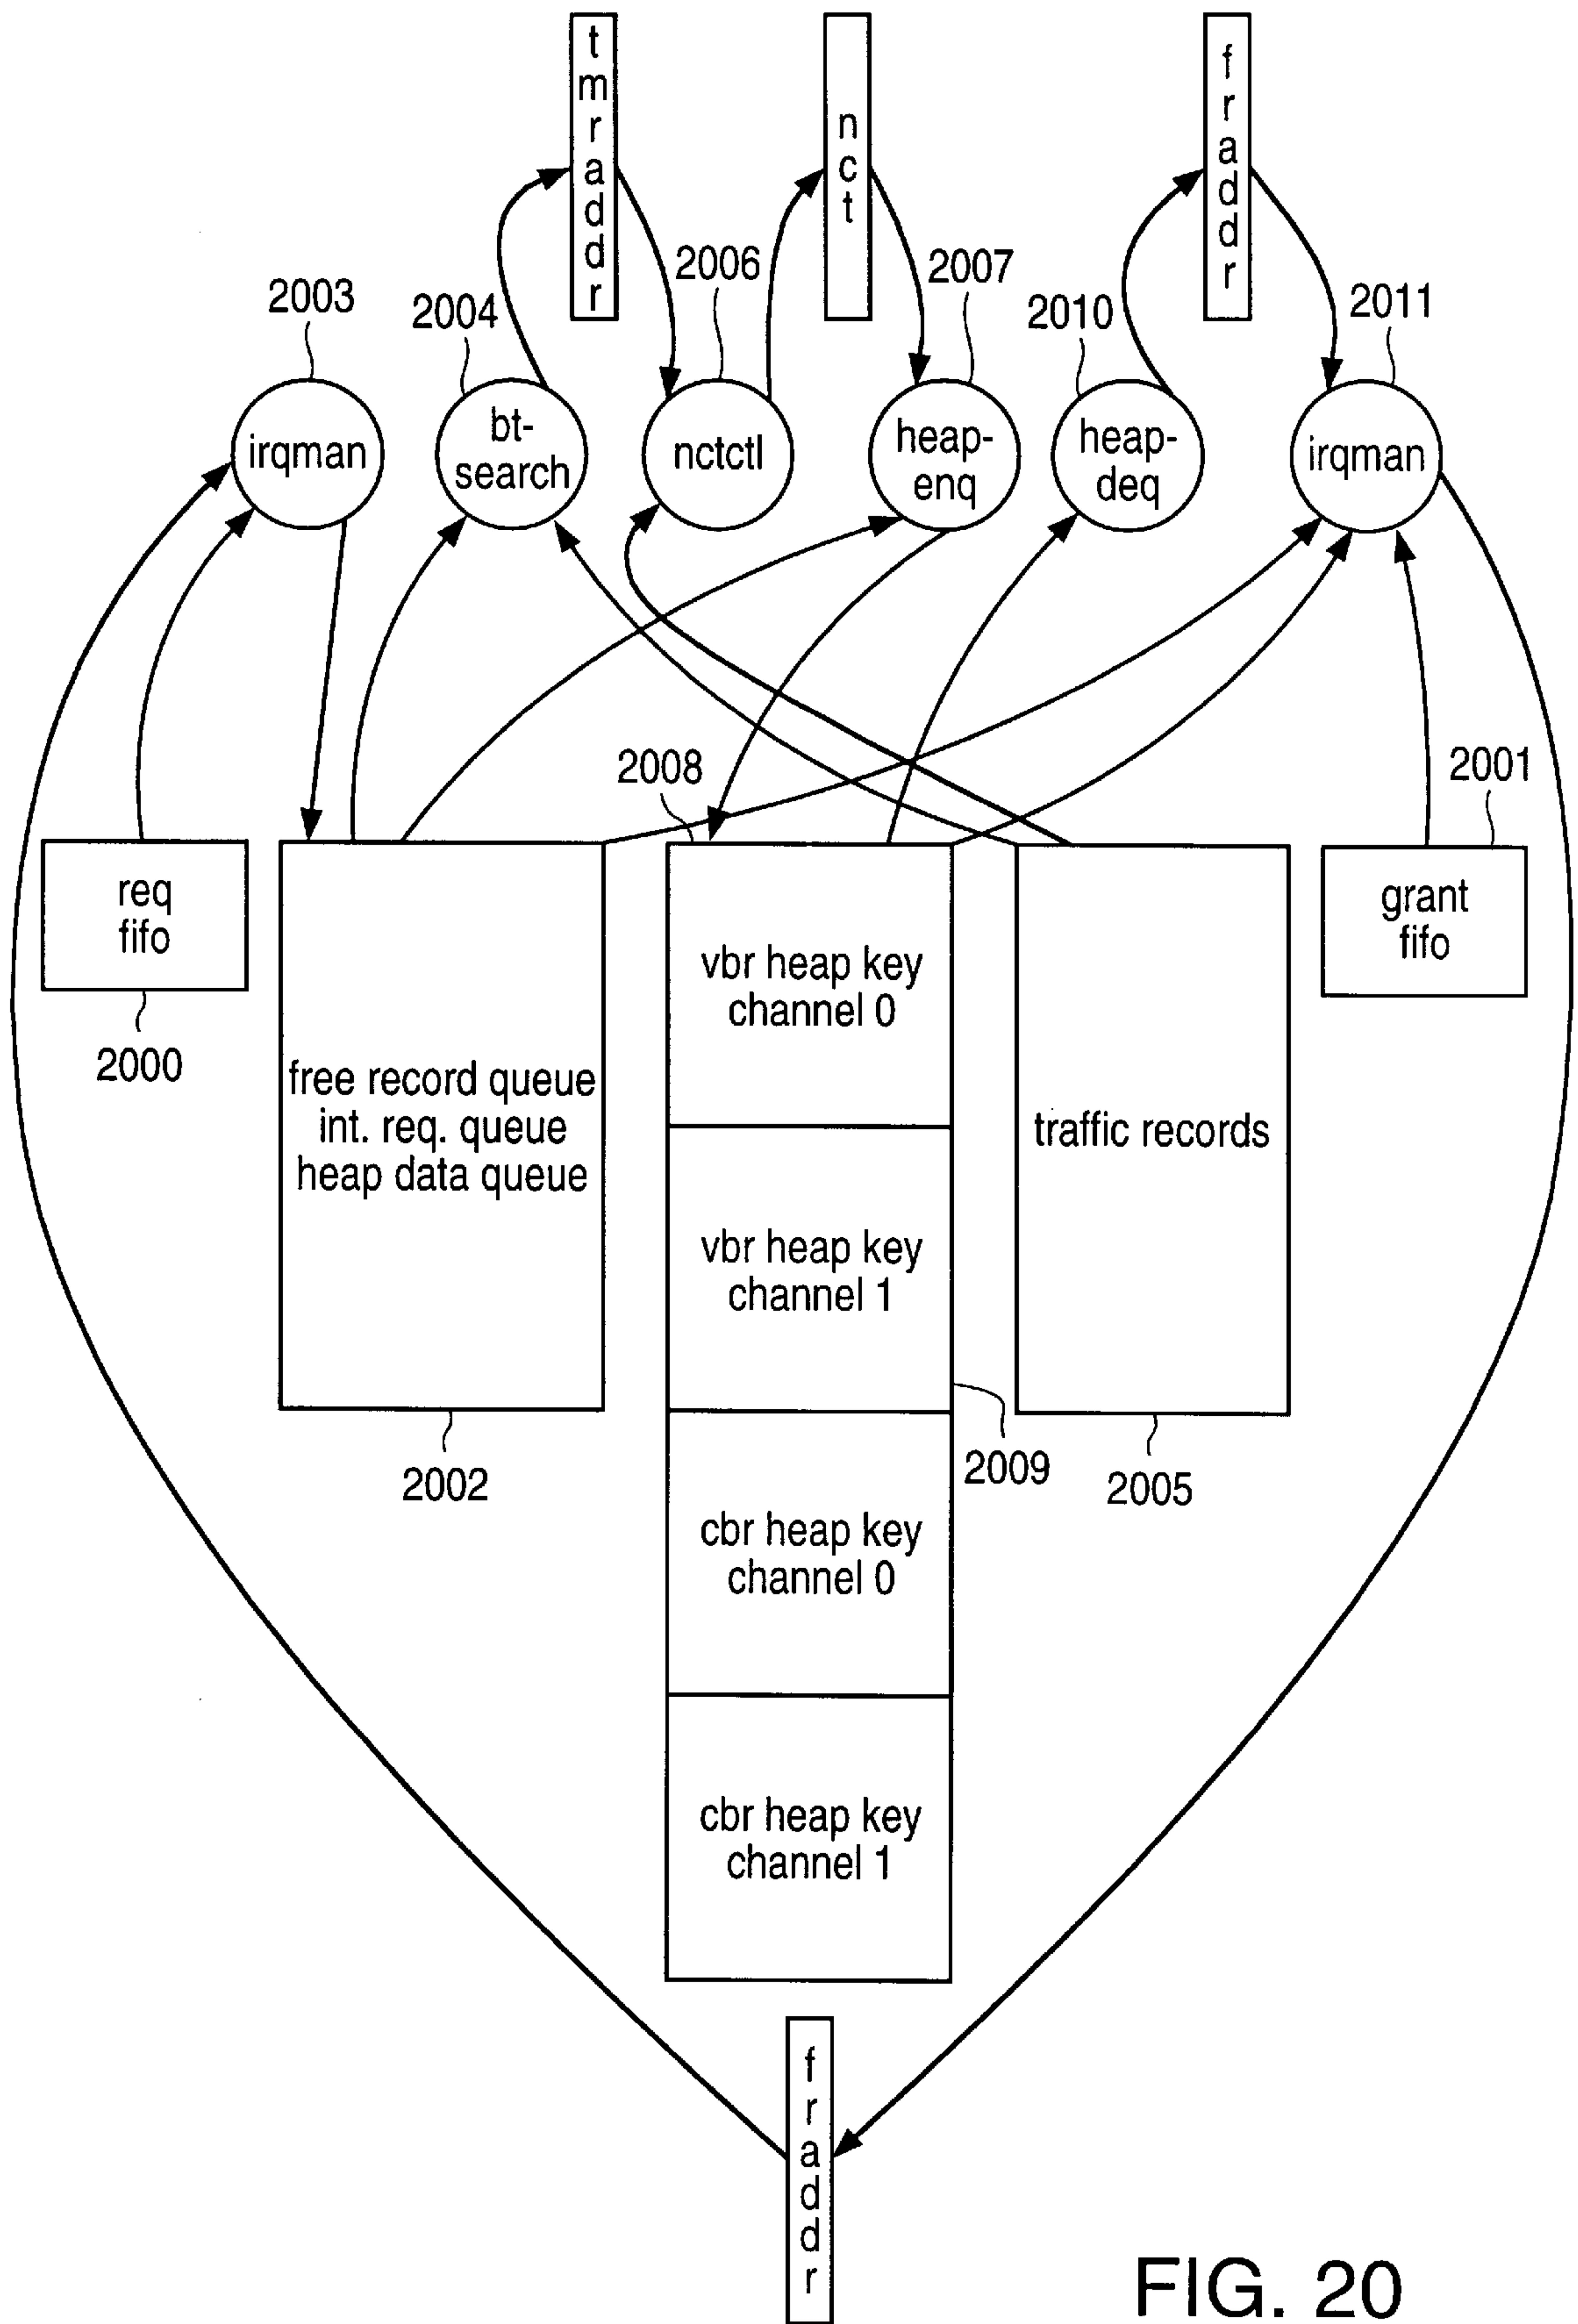 tmraddr
nct
fraddr
2003
2004
2006
2007
2010
2011
irqman
bt-
search
nctctl
heap-
enq
heap-
deq
irqman
2008
2001
req
fifo
2000
free record queue
int. req. queue
heap data queue
2002
vbr heap key
channel 0
vbr heap key
channel 1
cbr heap key
channel 0
cbr heap key
channel 1
2009
traffic records
2005
grant
fifo
fraddr
FIG. 20